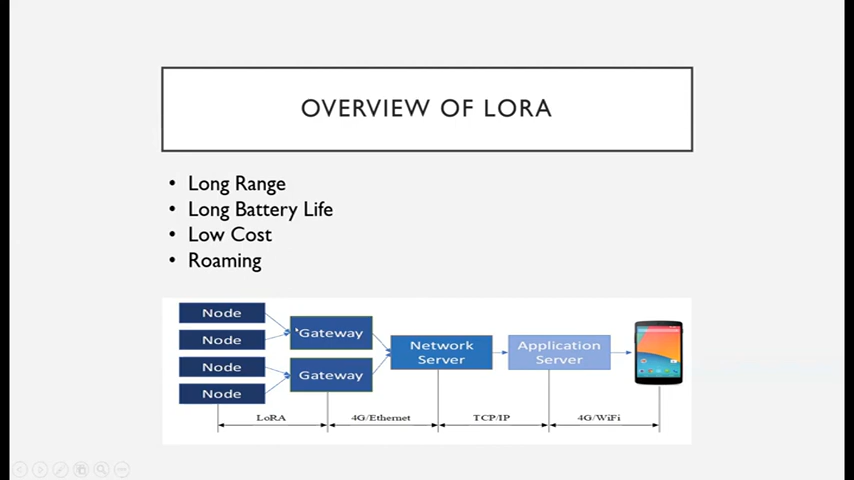 OVERVIEW OF LORA
• Long Range
• Long Battery Life
• Low Cost
• Roaming
Node
Node
Node
Node
Gateway
Gateway
Network
Server
Application
Server
LoRA
4G/Ethernet
TCP/IP
4G/WiFi